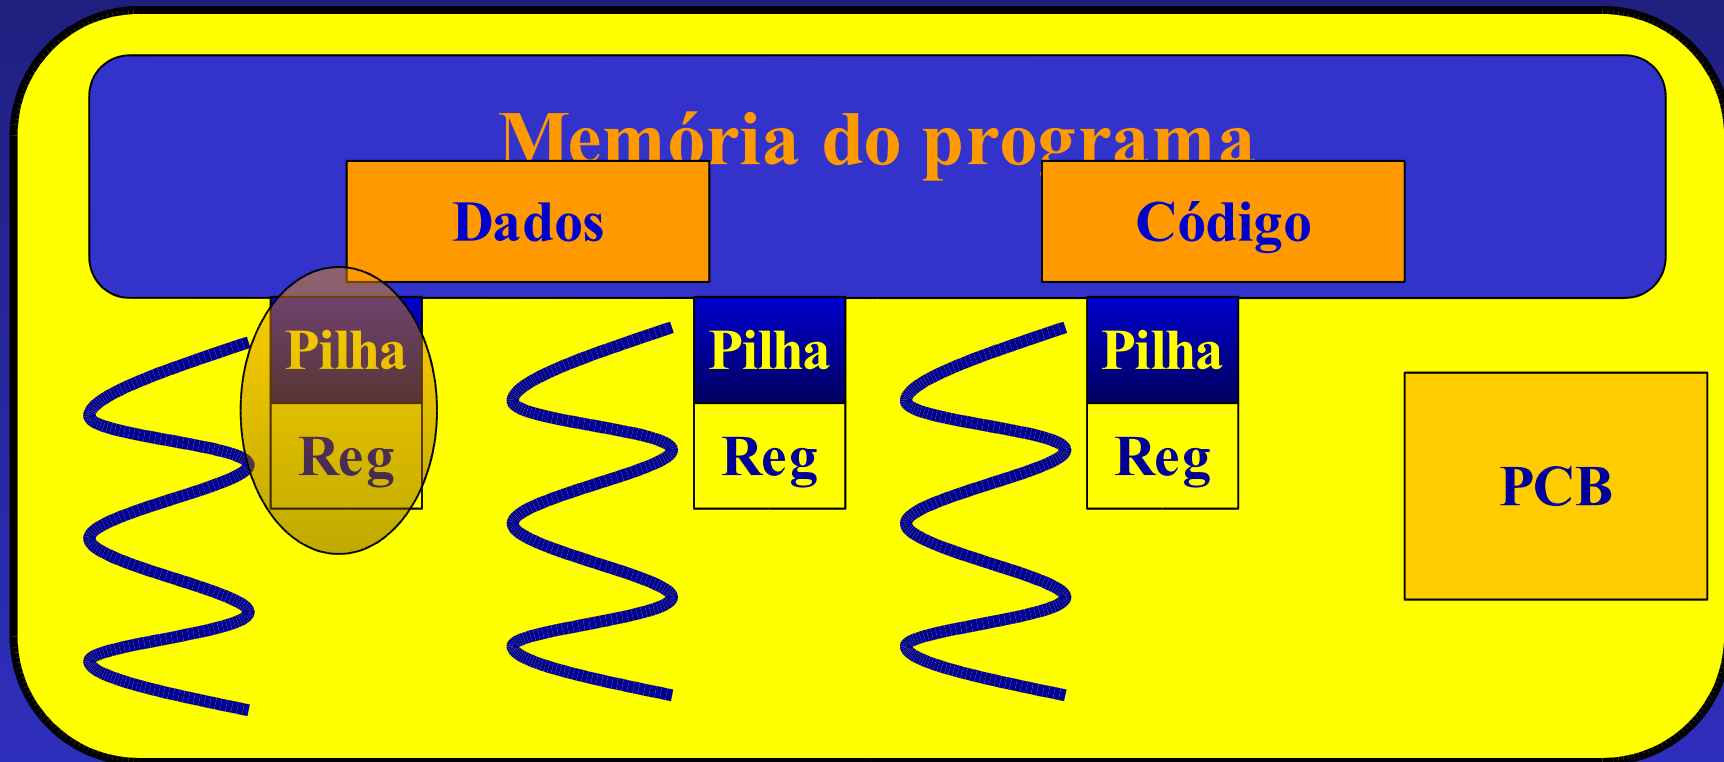 Memória do programa
Dados
Código
Pilha
Pilha
Pilha
Reg
Reg
Reg
PCB